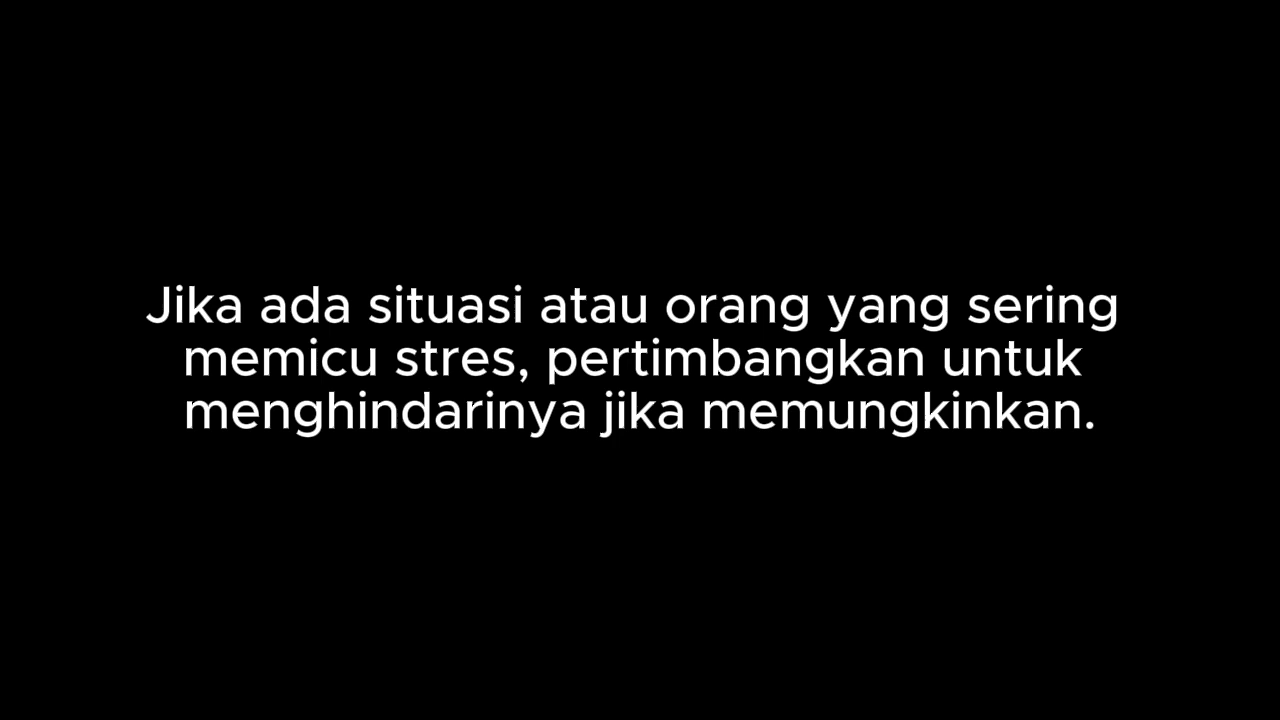 Jika ada situasi atau orang yang sering
memicu stres, pertimbangkan untuk
menghindarinya jika memungkinkan.